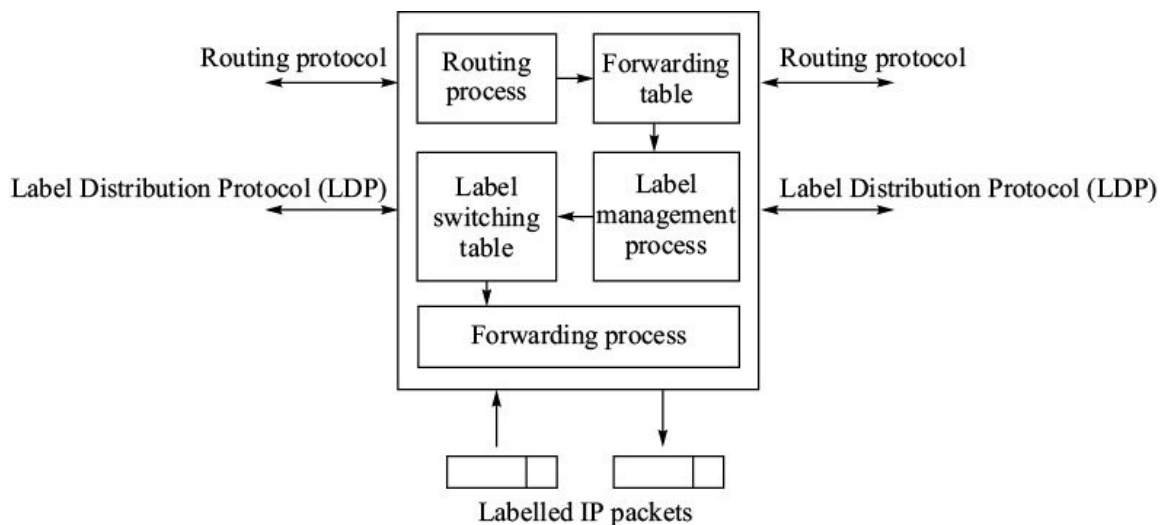 Routing protocol
Routing
process
Forwarding
table
Routing protocol
Label Distribution Protocol (LDP)
Label
switching
table
Label
management
process
Label Distribution Protocol (LDP)
Forwarding process
Labelled IP packets